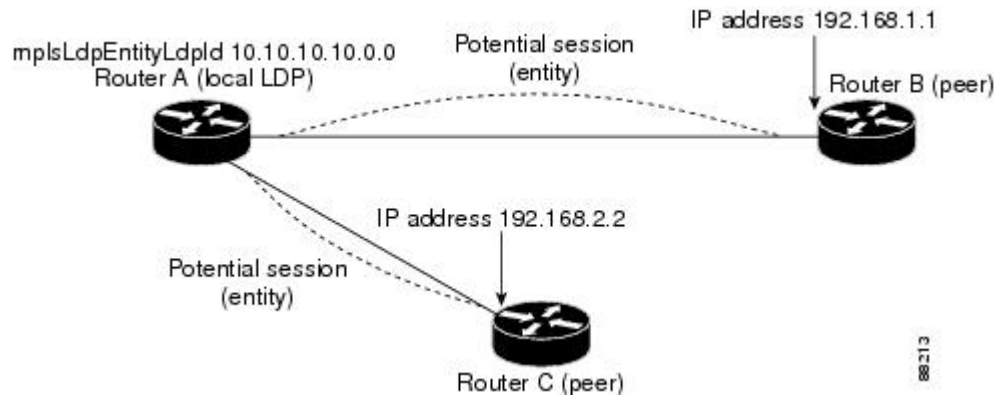 IP address 192.168.1.1
mplsLdpEntityLdpId 10.10.10.10.0.0
Router A (local LDP)
Potential session
(entity)
Router B (peer)
IP address 192.168.2.2
Potential session
(entity)
Router C (peer)
88213